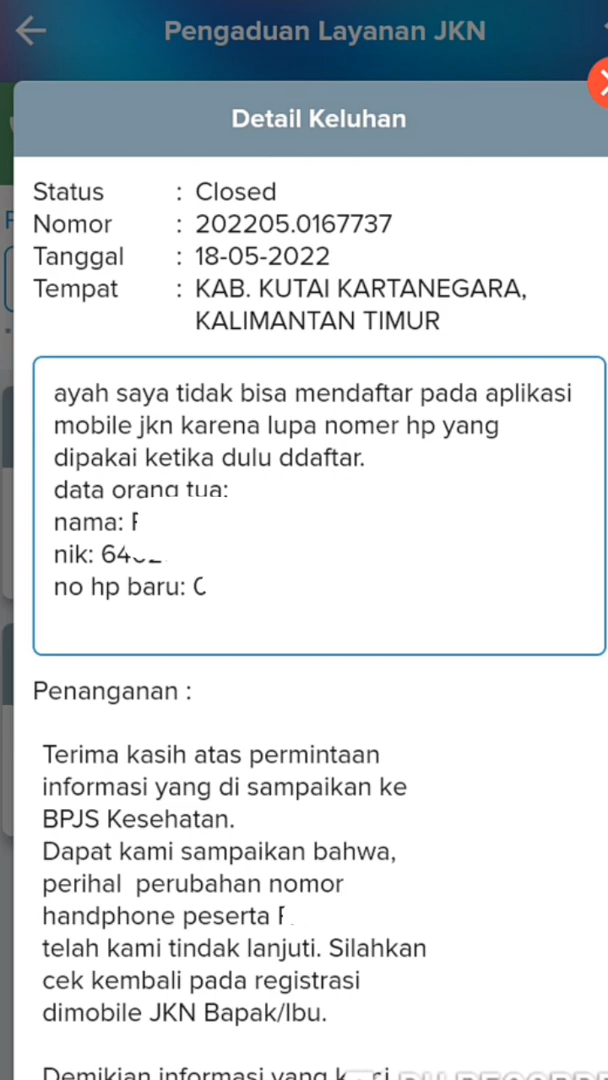 Pengaduan Layanan JKN
Detail Keluhan
Status : Closed
Nomor : 202205.0167737
Tanggal : 18-05-2022
Tempat : KAB. KUTAI KARTANEGARA,
KALIMANTAN TIMUR
ayah saya tidak bisa mendaftar pada aplikasi
mobile jkn karena lupa nomer hp yang
dipakai ketika dulu ddaftar.
data orang tua:
nama:
nik: 64
no hp baru:
Penanganan :
Terima kasih atas permintaan
informasi yang di sampaikan ke
BPJS Kesehatan.
Dapat kami sampaikan bahwa,
perihal perubahan nomor
handphone peserta
telah kami tindak lanjuti. Silahkan
cek kembali pada registrasi
dimobile JKN Bapak/Ibu.
Demikian informasi yang